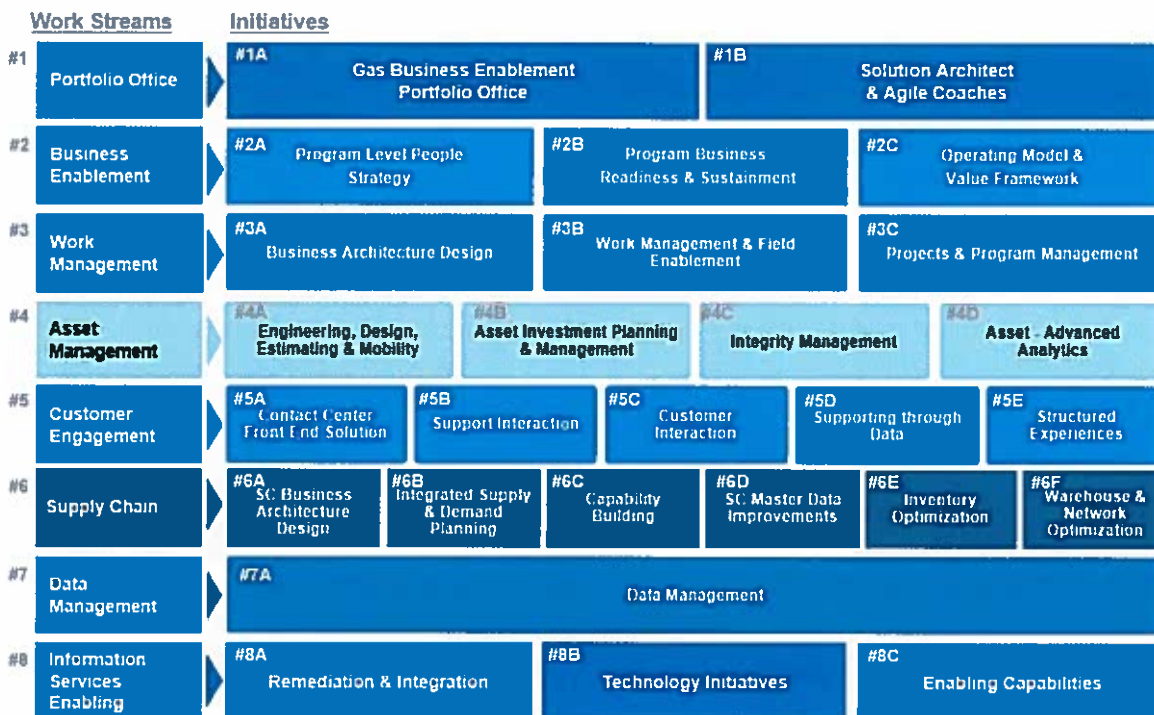 Work Streams
Initiatives
#1
Portfolio Office
#1A
Gas Business Enablement
Portfolio Office
#1B
Solution Architect
& Agile Coaches
#2
Business
Enablement
#2A
Program Level People
Strategy
#2B
Program Business
Readiness & Sustainment
#2C
Operating Model &
Value Framework
#3
Work
Management
#3A
Business Architecture Design
#3B
Work Management & Field
Enablement
#3C
Projects & Program Management
#4
Asset
Management
#4A
Engineering, Design,
Estimating & Mobility
#4B
Asset Investment Planning
& Management
#4C
Integrity Management
#4D
Asset - Advanced
Analytics
#5
Customer
Engagement
#5A
Contact Center
Front End Solution
#5B
Support Interaction
#5C
Customer
Interaction
#5D
Supporting through
Data
#5E
Structured
Experiences
#6
Supply Chain
#6A
SC Business
Architecture
Design
#6B
Integrated Supply
& Demand
Planning
#6C
Capability
Building
#6D
SC Master Data
Improvements
#6E
Inventory
Optimization
#6F
Warehouse &
Network
Optimization
#7
Data
Management
#7A
Data Management
#8
Information
Services
Enabling
#8A
Remediation & Integration
#8B
Technology Initiatives
#8C
Enabling Capabilities